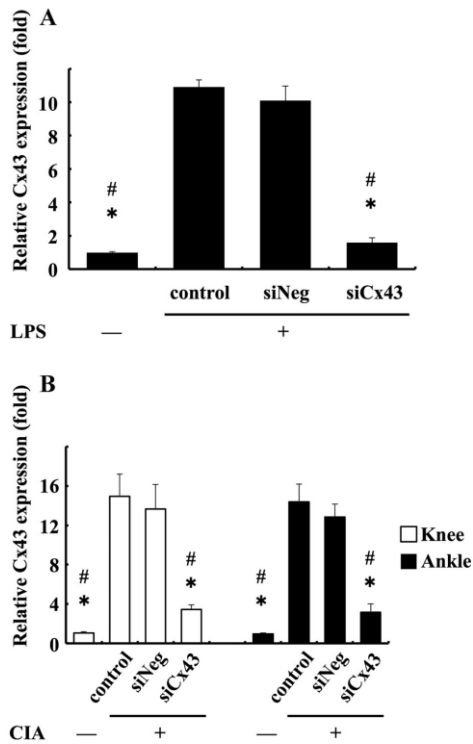 A
Relative Cx43 expression (fold)
10
8
6
4
2
0
#
*
#
*
control siNeg siCx43
LPS — +
B
Relative Cx43 expression (fold)
16
12
8
4
0
#
*
#
*
#
*
#
*
Knee
Ankle
control siNeg siCx43 control siNeg siCx43
CIA — + — +